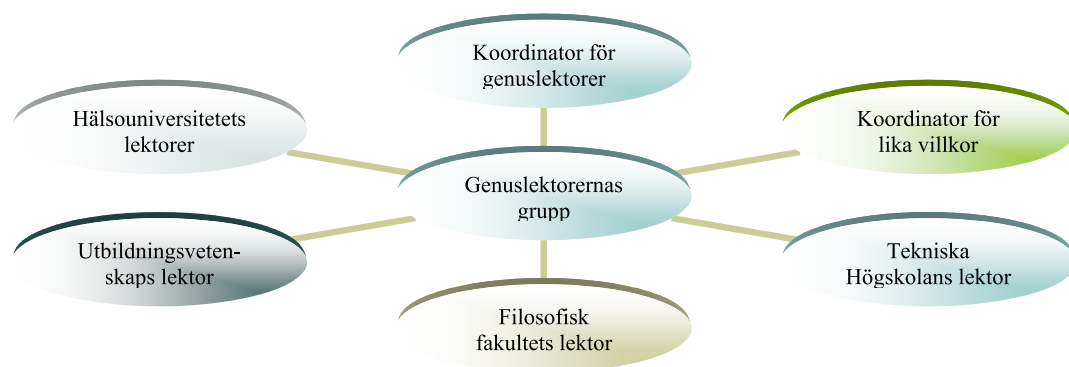 Koordinator för
genuslektorer
Hälsouniversitetets
lektorer
Koordinator för
lika villkor
Genuslektorernas
grupp
Utbildningsveten-
skaps lektor
Tekniska
Högskolans lektor
Filosofisk
fakultets lektor